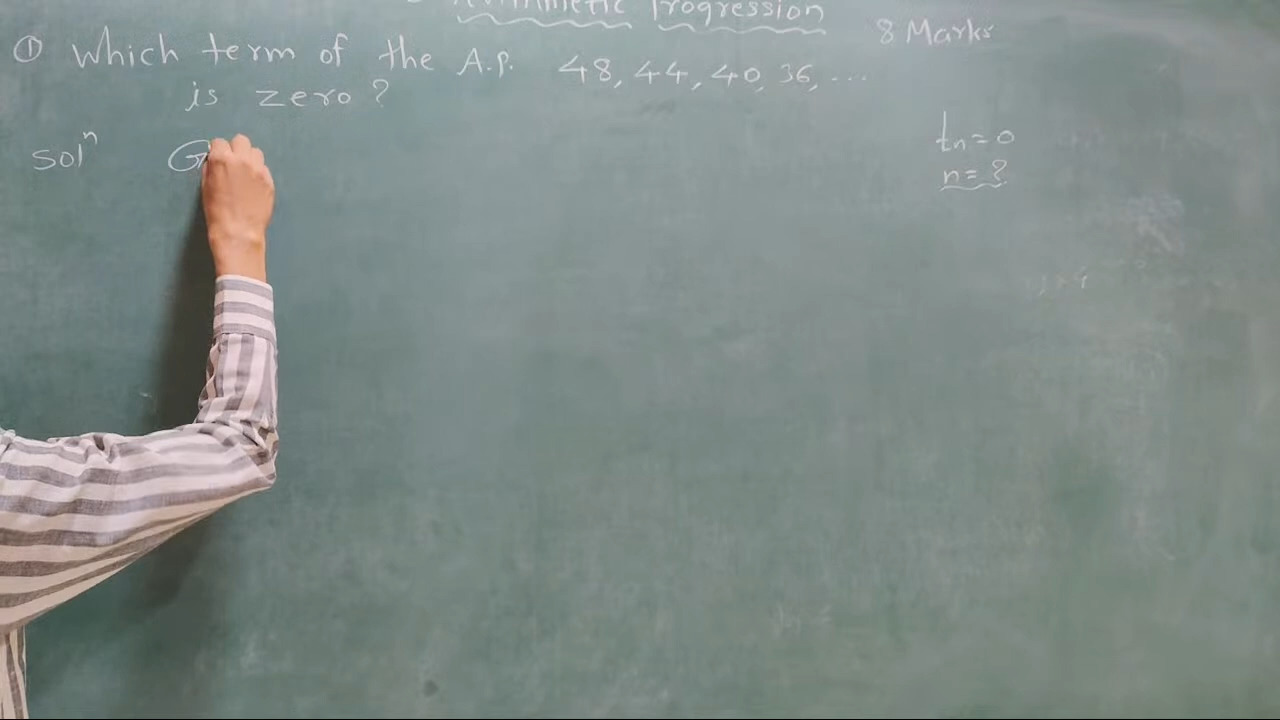 Arithmetic Progression
8 Marks
① Which term of the A.P. 48, 44, 40, 36, ...
is zero ?
tn = 0
n = ?
solⁿ G